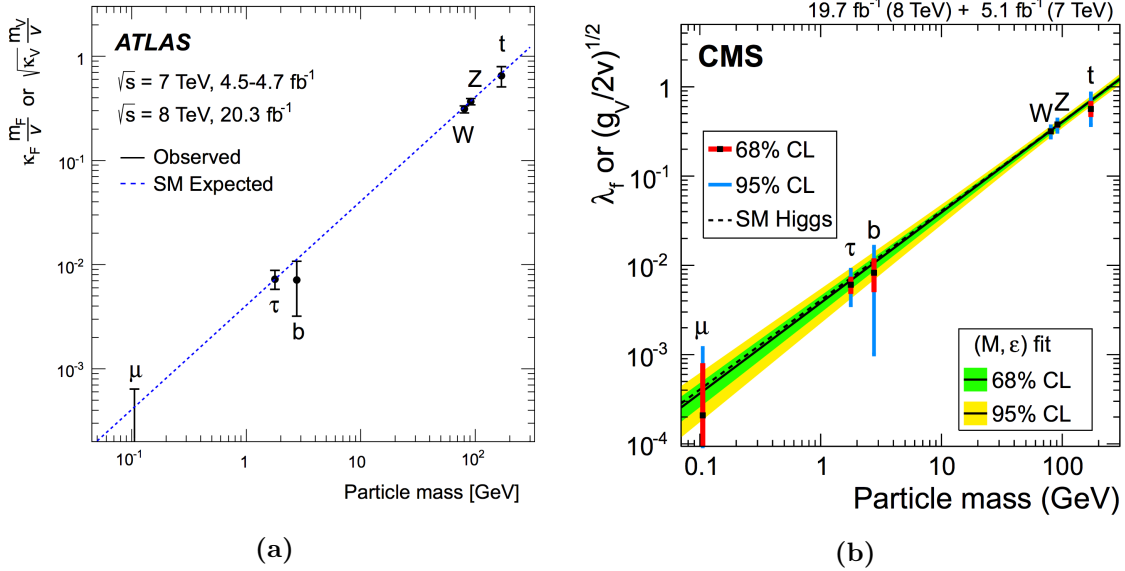 ATLAS
√s = 7 TeV, 4.5-4.7 fb⁻¹
√s = 8 TeV, 20.3 fb⁻¹
Observed
SM Expected
κ_F m_F/v or √κ_V m_V/v
1
10⁻¹
10⁻²
10⁻³
t
Z
W
τ
b
μ
10⁻¹
1
10
10²
Particle mass [GeV]
(a)
19.7 fb⁻¹ (8 TeV) + 5.1 fb⁻¹ (7 TeV)
CMS
λ_f or (g_V/2v)^1/2
1
10⁻¹
10⁻²
10⁻³
10⁻⁴
68% CL
95% CL
SM Higgs
t
W Z
b
τ
μ
(M, ε) fit
68% CL
95% CL
0.1
1
10
100
Particle mass (GeV)
(b)